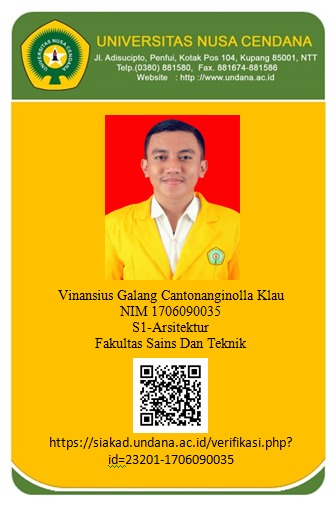 UNIVERSITAS NUSA CENDANA
Jl. Adisucipto, Penfui, Kotak Pos 104, Kupang 85001, NTT
Telp.(0380) 881580, Fax. 881674-881586
Website : http ://www.undana.ac.id
Vinansius Galang Cantonanginolla Klau
NIM 1706090035
S1-Arsitektur
Fakultas Sains Dan Teknik
https://siakad.undana.ac.id/verifikasi.php?
id=23201-1706090035